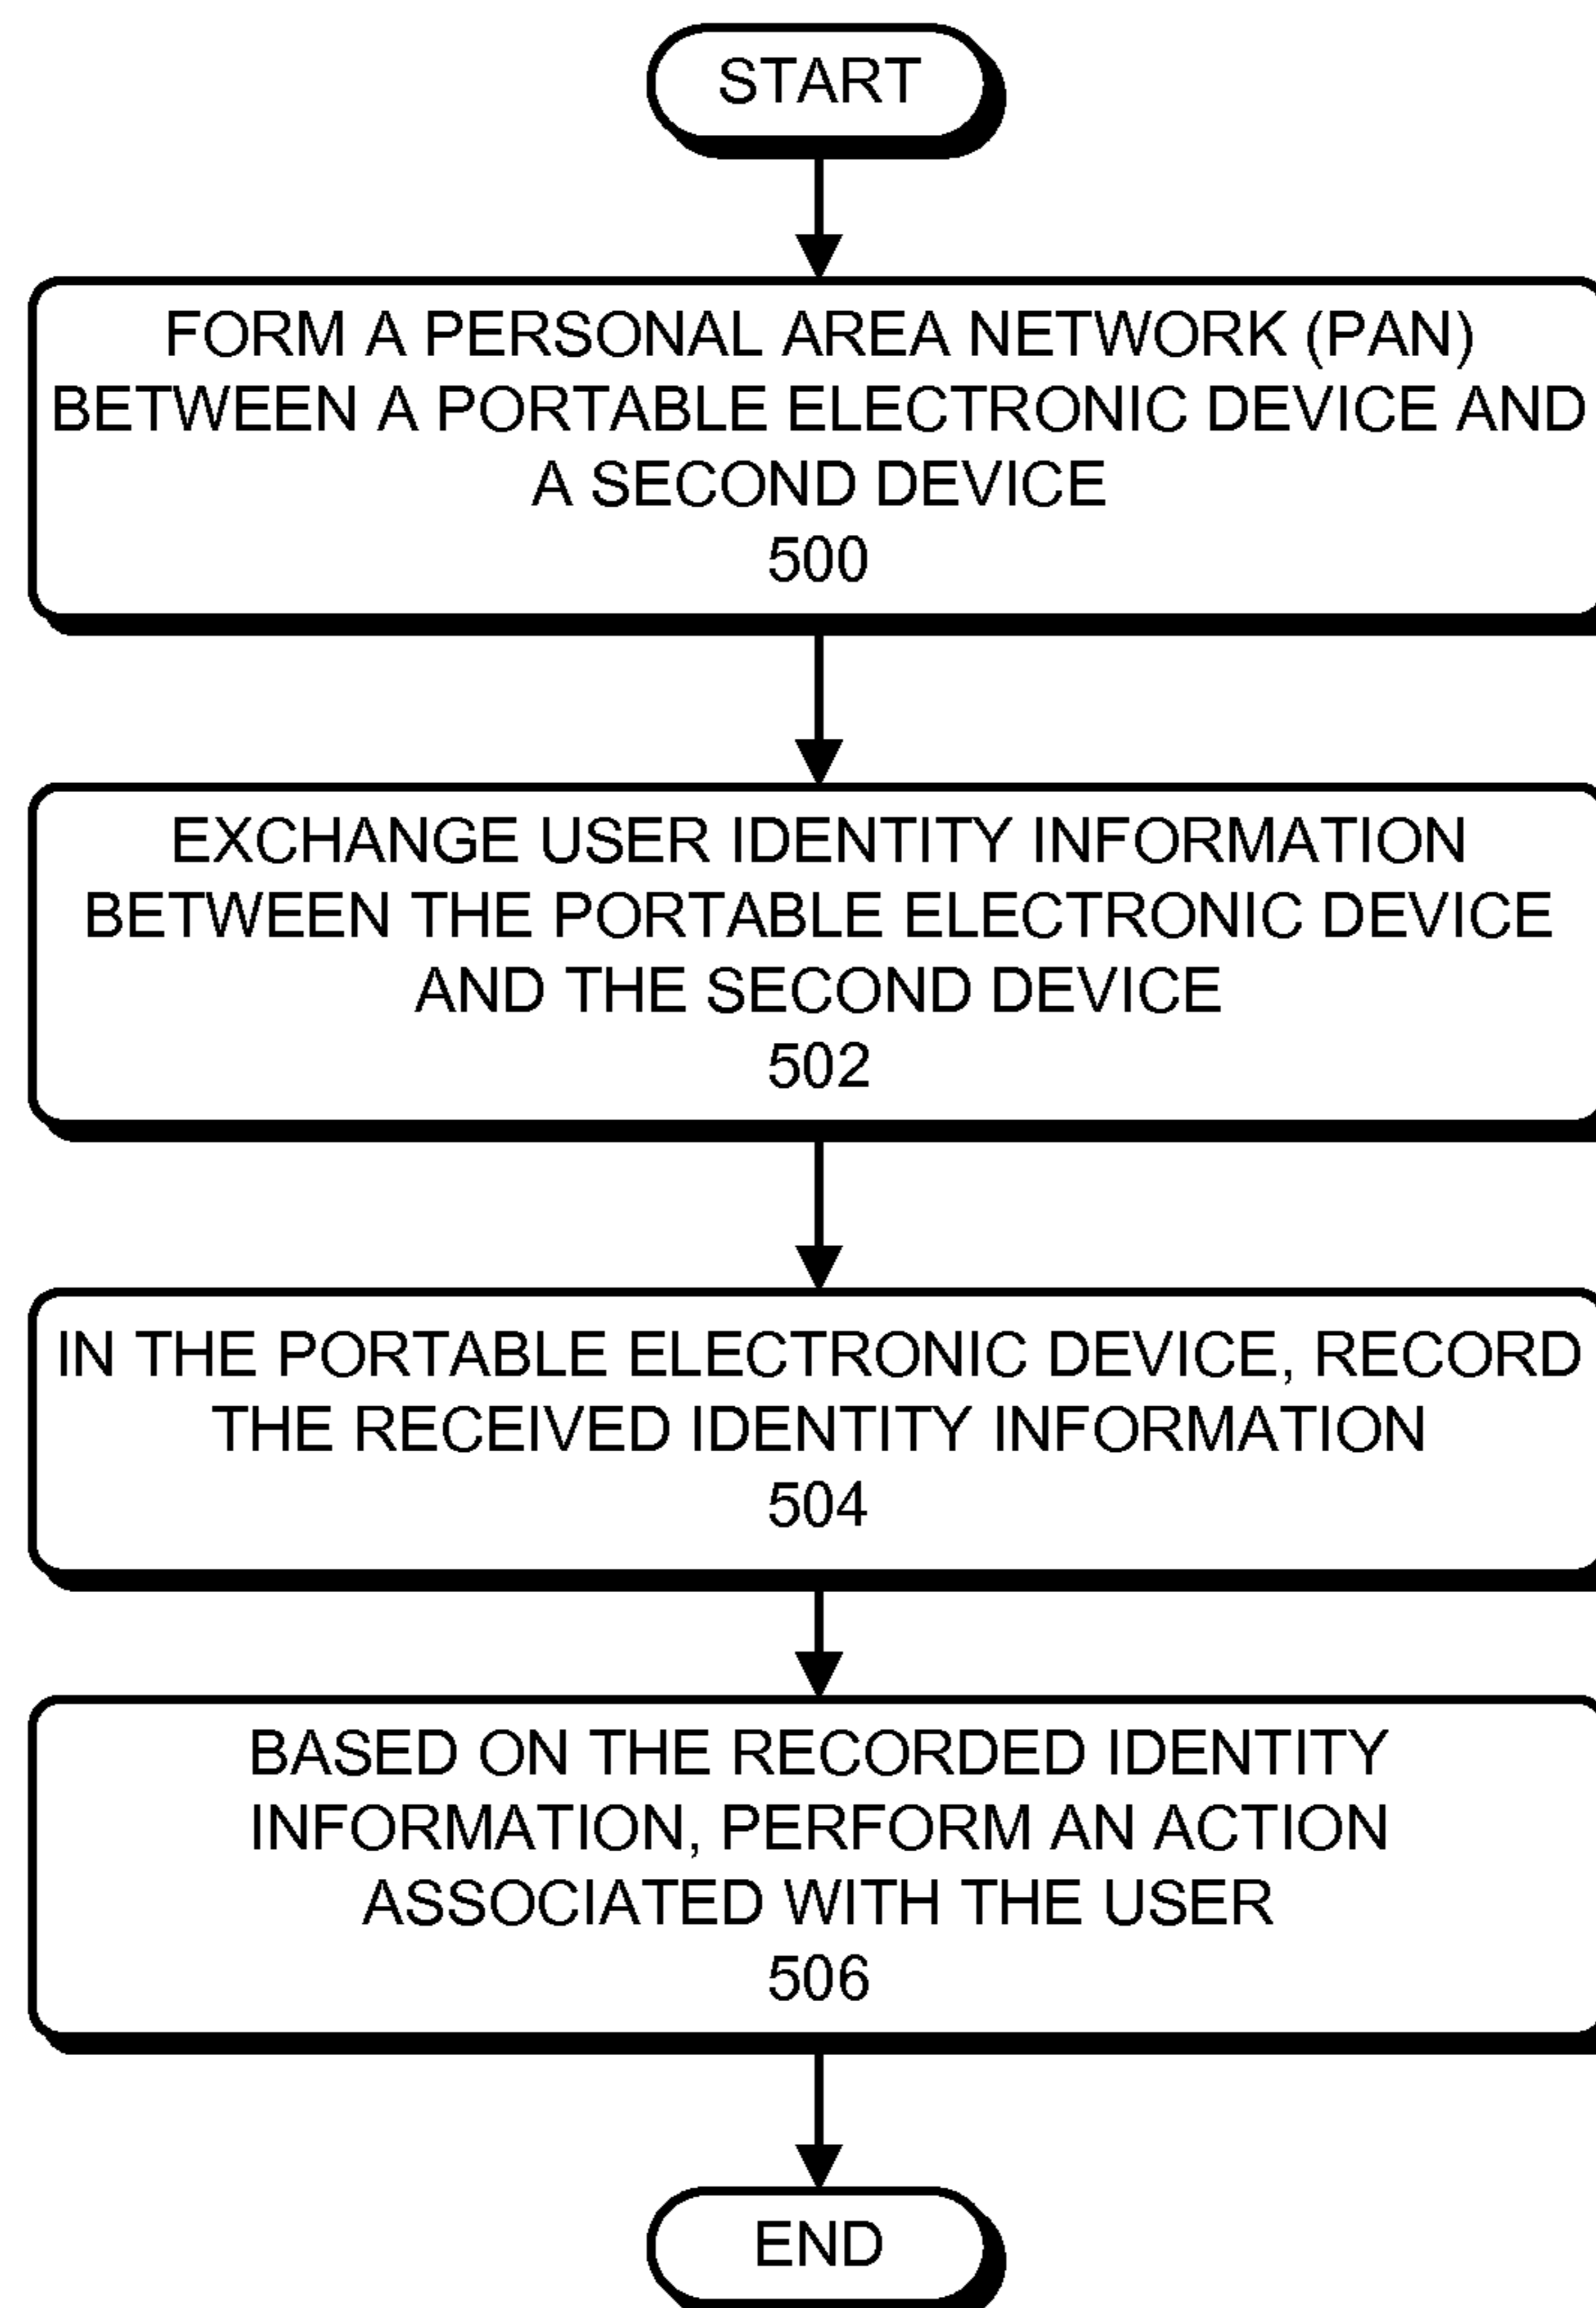 START
FORM A PERSONAL AREA NETWORK (PAN)
BETWEEN A PORTABLE ELECTRONIC DEVICE AND
A SECOND DEVICE
500
EXCHANGE USER IDENTITY INFORMATION
BETWEEN THE PORTABLE ELECTRONIC DEVICE
AND THE SECOND DEVICE
502
IN THE PORTABLE ELECTRONIC DEVICE, RECORD
THE RECEIVED IDENTITY INFORMATION
504
BASED ON THE RECORDED IDENTITY
INFORMATION, PERFORM AN ACTION
ASSOCIATED WITH THE USER
506
END